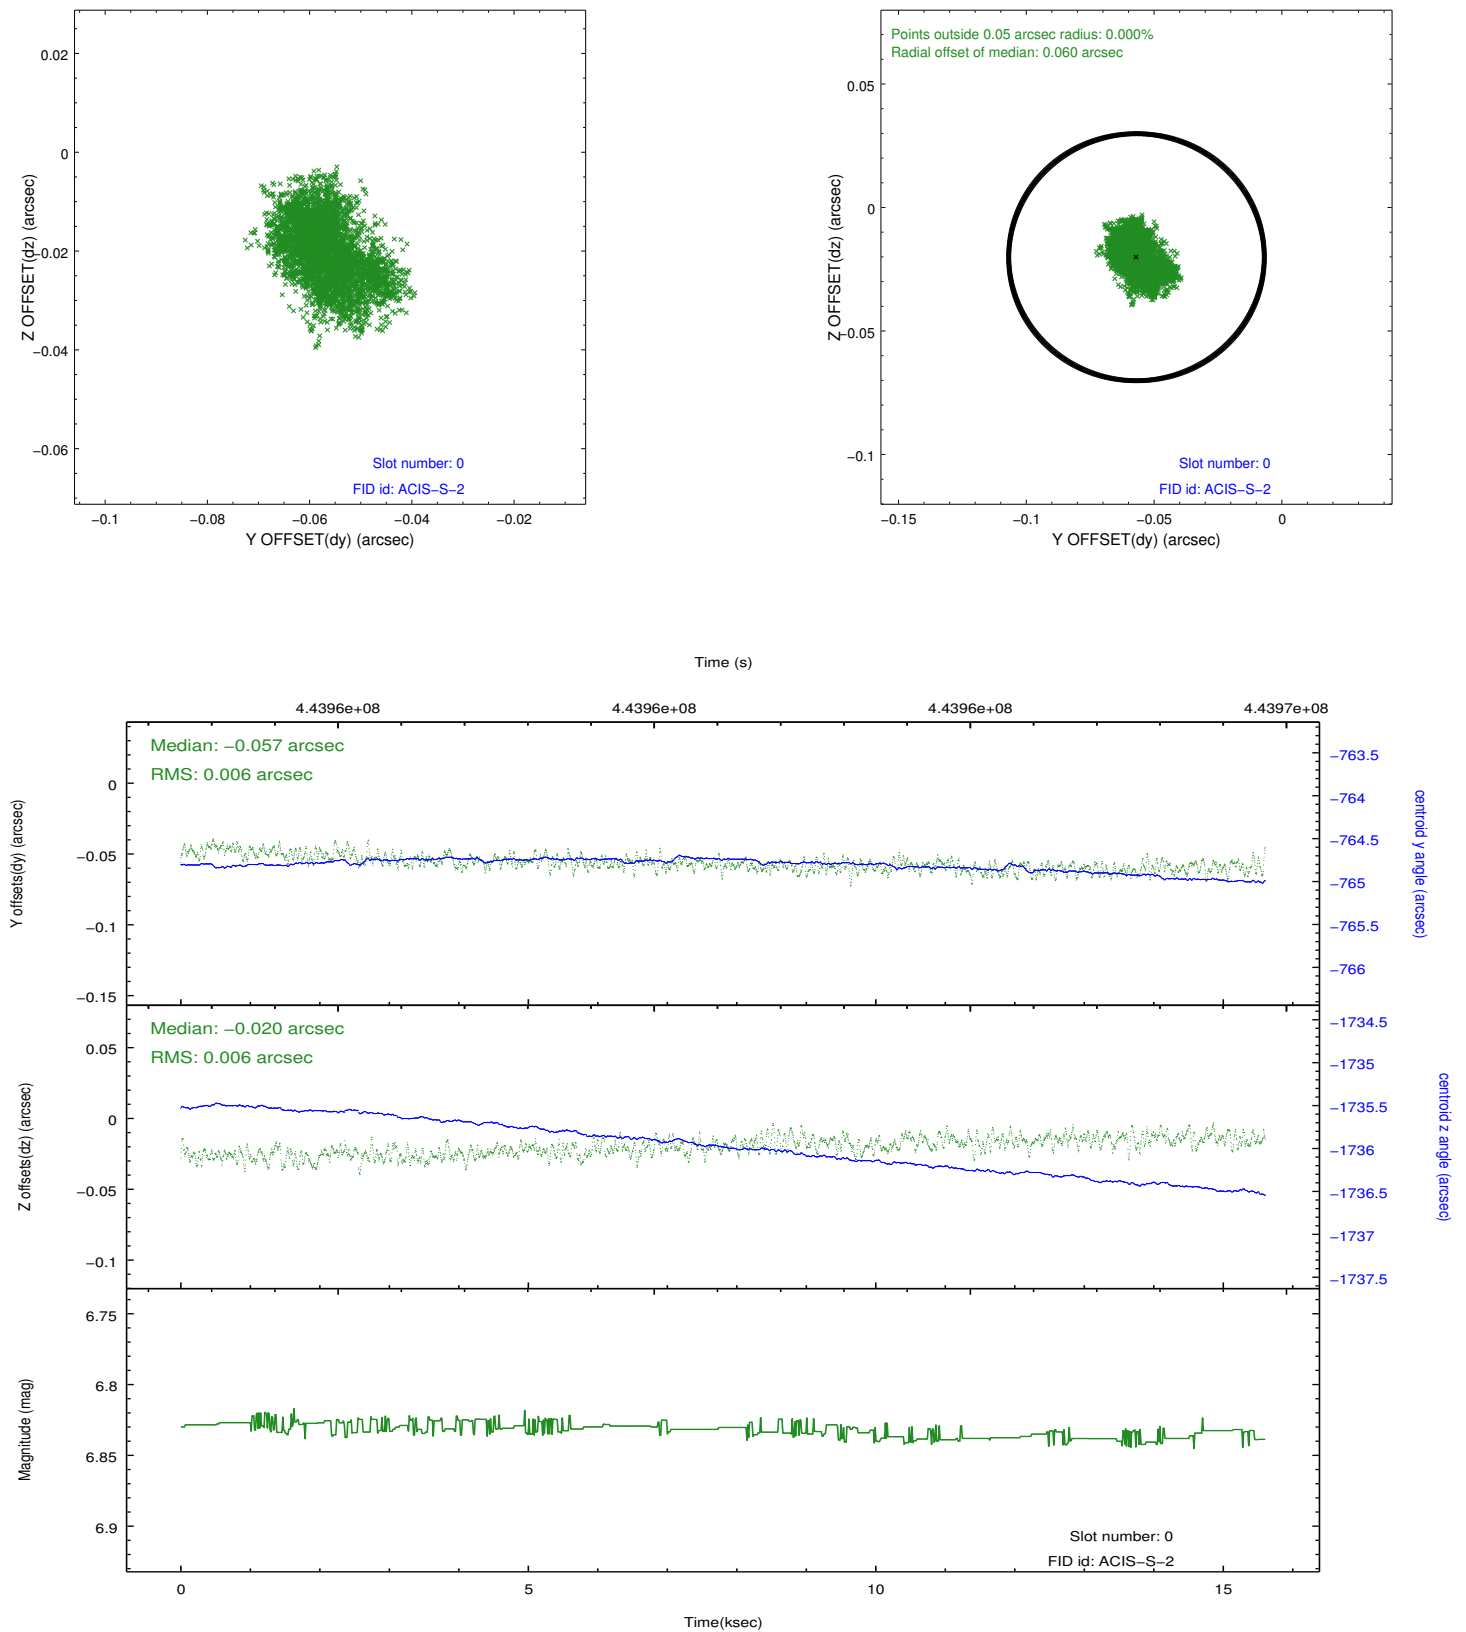 0.02
0
−0.02
−0.04
−0.06
Z OFFSET(dz) (arcsec)
Slot number: 0
FID id: ACIS−S−2
−0.1
−0.08
−0.06
−0.04
−0.02
Y OFFSET(dy) (arcsec)
Points outside 0.05 arcsec radius: 0.000%
Radial offset of median: 0.060 arcsec
0.05
0
−0.05
−0.1
Z OFFSET(dz) (arcsec)
Slot number: 0
FID id: ACIS−S−2
−0.15
−0.1
−0.05
0
Y OFFSET(dy) (arcsec)
Time (s)
4.4396e+08
4.4396e+08
4.4396e+08
4.4397e+08
Median: −0.057 arcsec
RMS: 0.006 arcsec
0
−0.05
−0.1
−0.15
Y offsets(dy) (arcsec)
−763.5
−764
−764.5
−765
−765.5
−766
centroid y angle (arcsec)
Median: −0.020 arcsec
RMS: 0.006 arcsec
0.05
0
−0.05
−0.1
Z offsets(dz) (arcsec)
−1734.5
−1735
−1735.5
−1736
−1736.5
−1737
−1737.5
centroid z angle (arcsec)
6.75
6.8
6.85
6.9
Magnitude (mag)
Slot number: 0
FID id: ACIS−S−2
0
5
10
15
Time(ksec)